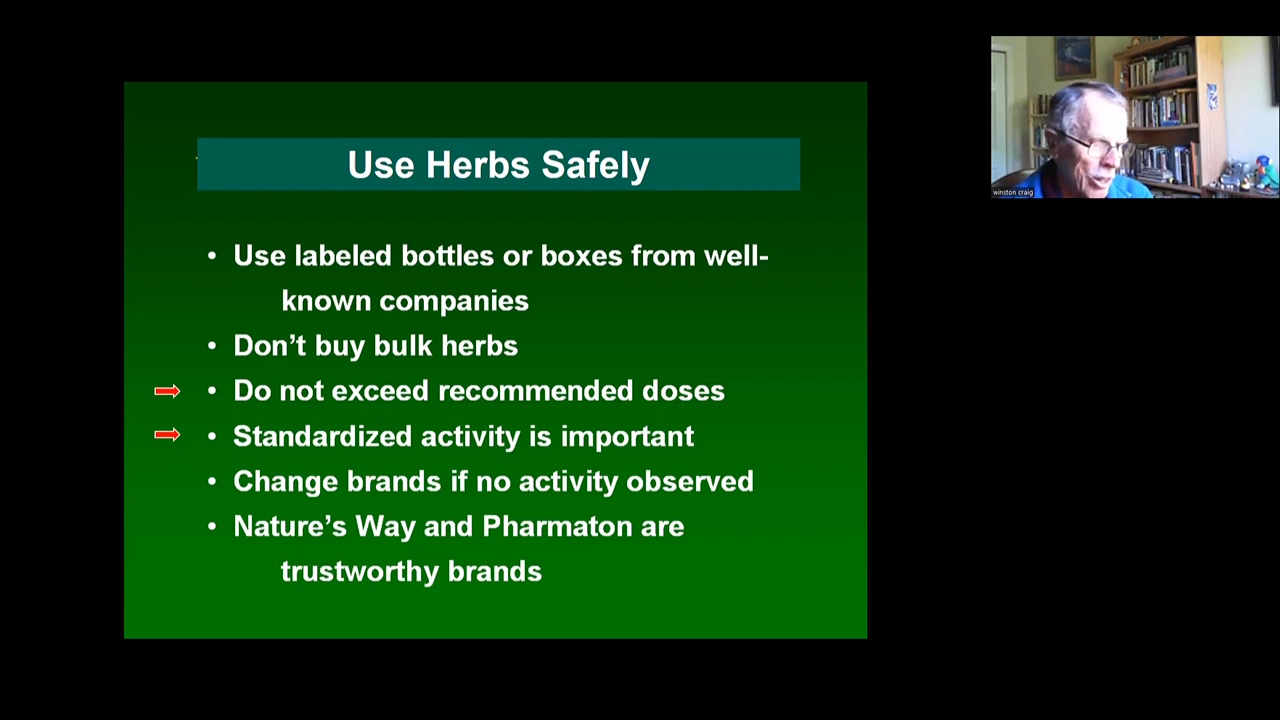 Use Herbs Safely
• Use labeled bottles or boxes from well-
known companies
• Don’t buy bulk herbs
• Do not exceed recommended doses
• Standardized activity is important
• Change brands if no activity observed
• Nature’s Way and Pharmaton are
trustworthy brands
winston craig